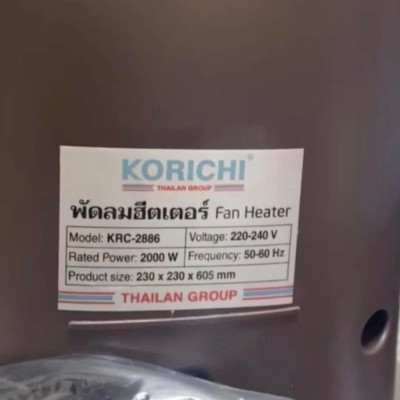 KORICHI®
THAILAN GROUP
พัดลมฮีตเตอร์ Fan Heater
Model: KRC-2886 Voltage: 220-240 V
Rated Power: 2000 W Frequency: 50-60 Hz
Product size: 230 x 230 x 605 mm
THAILAN GROUP